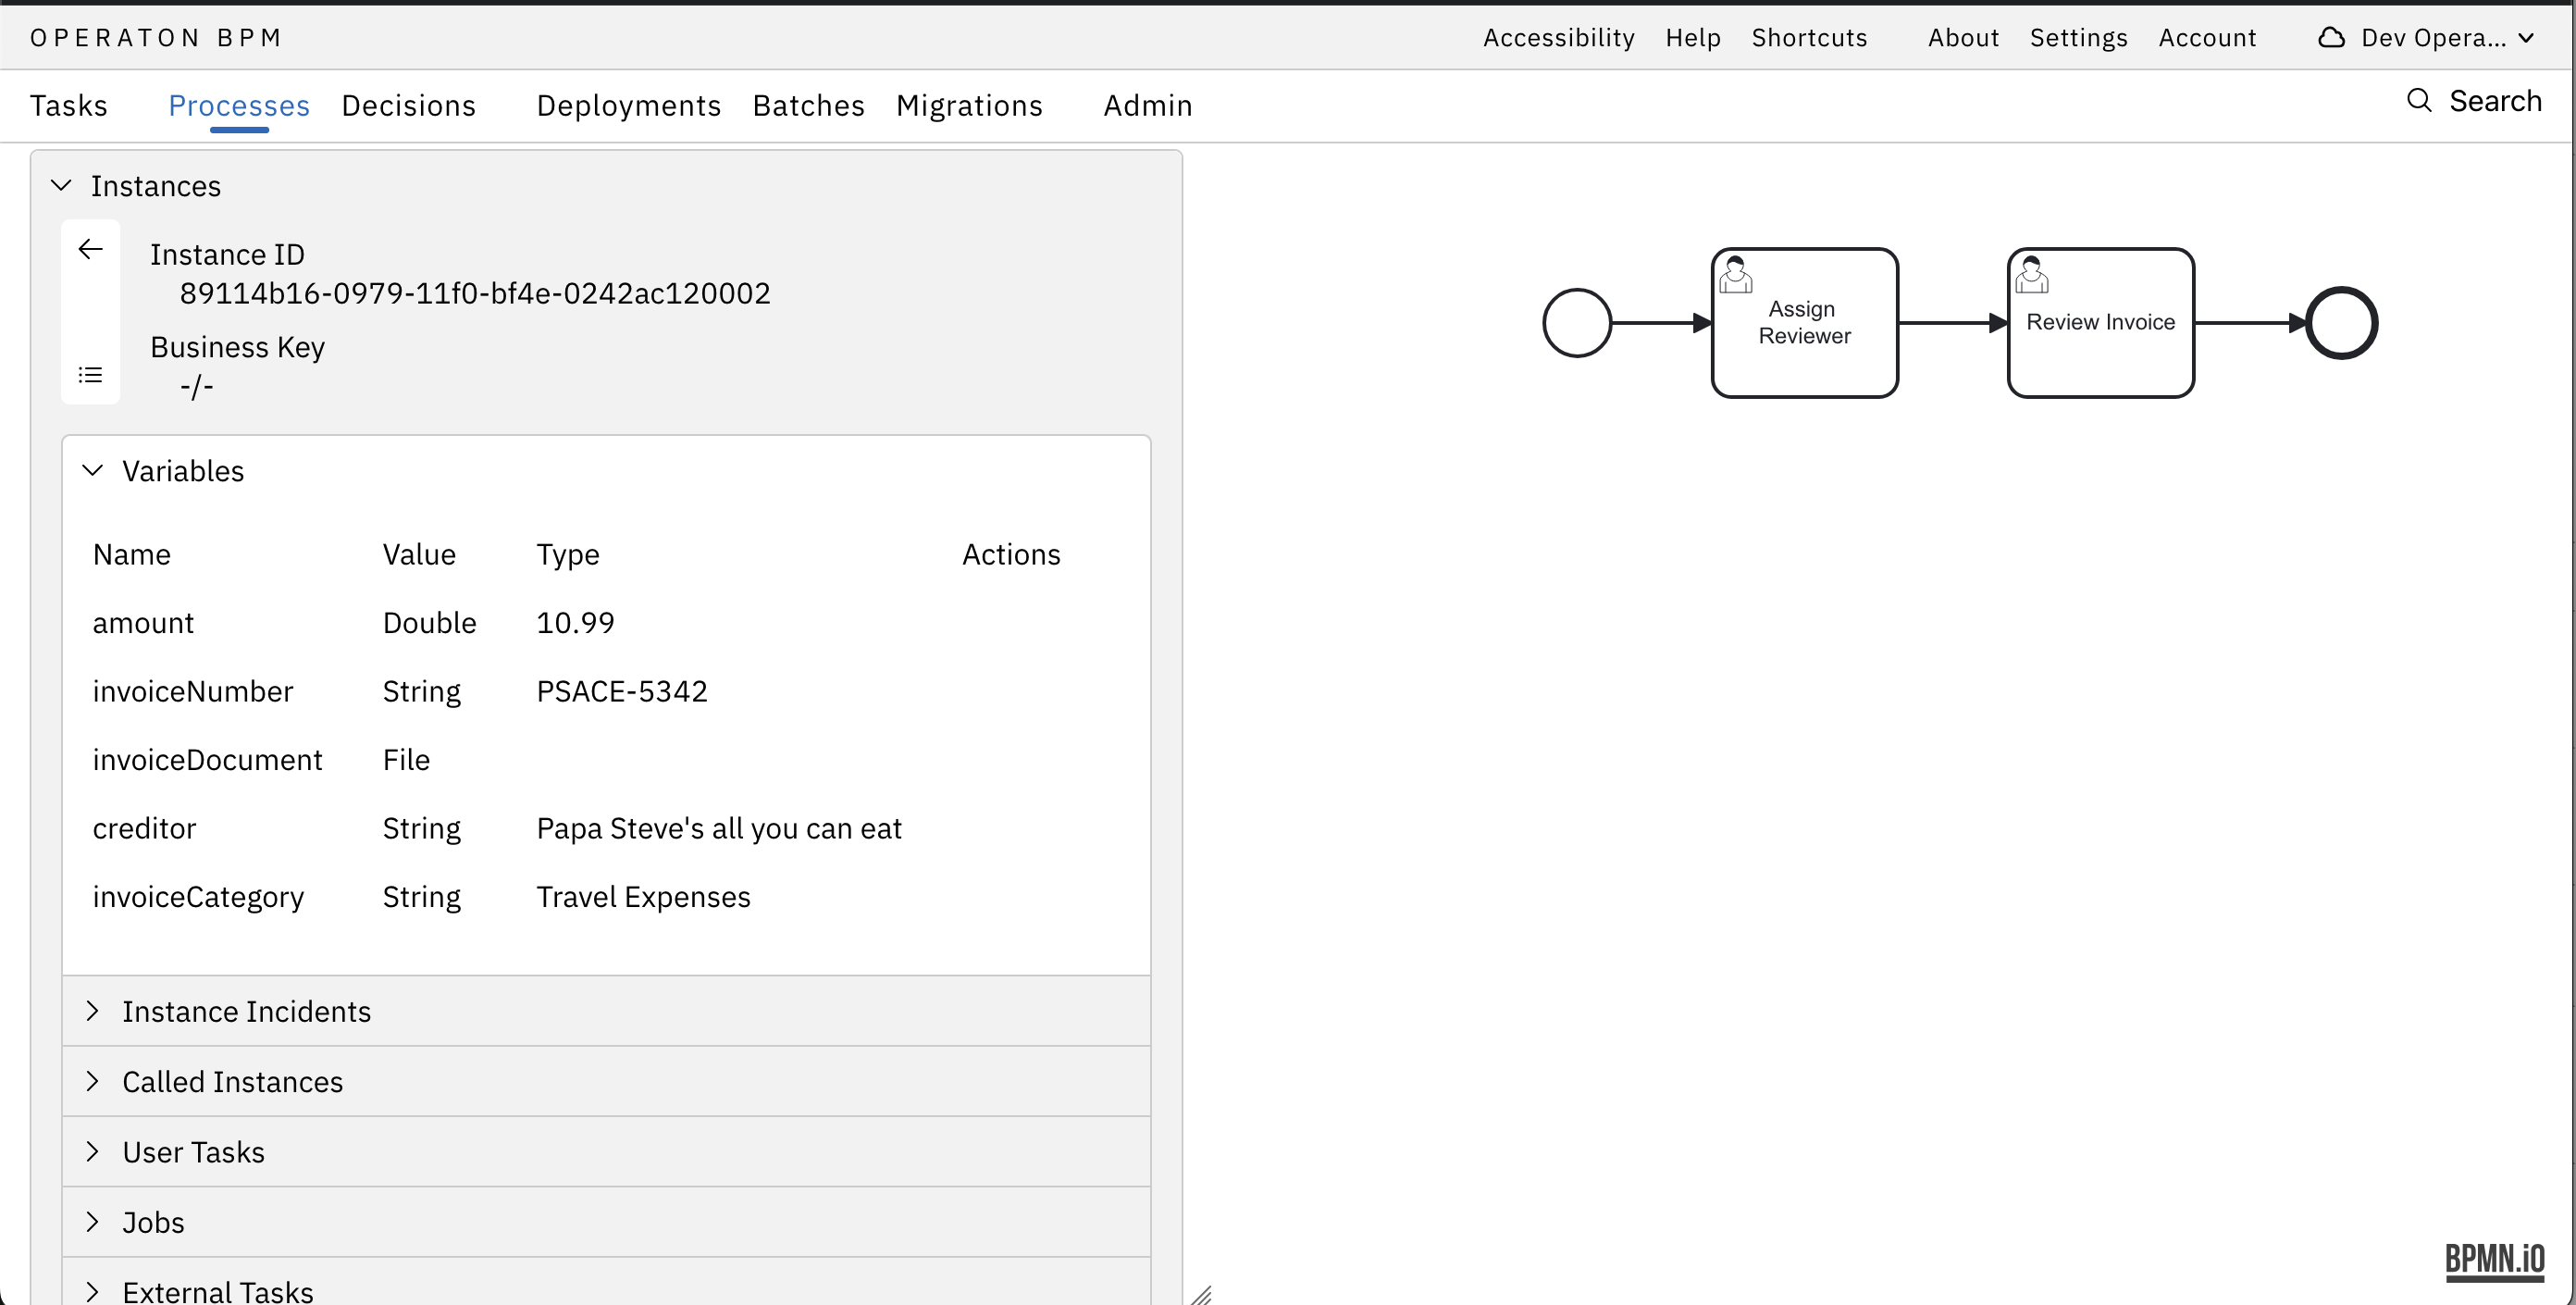 OPERATON BPM
Accessibility Help Shortcuts About Settings Account Dev Opera...
Tasks Processes Decisions Deployments Batches Migrations Admin Search
Instances
Instance ID
89114b16-0979-11f0-bf4e-0242ac120002
Business Key
-/-
Variables
Name Value Type Actions
amount Double 10.99
invoiceNumber String PSACE-5342
invoiceDocument File
creditor String Papa Steve's all you can eat
invoiceCategory String Travel Expenses
Instance Incidents
Called Instances
User Tasks
Jobs
External Tasks
Assign
Reviewer
Review Invoice
BPMN.iO